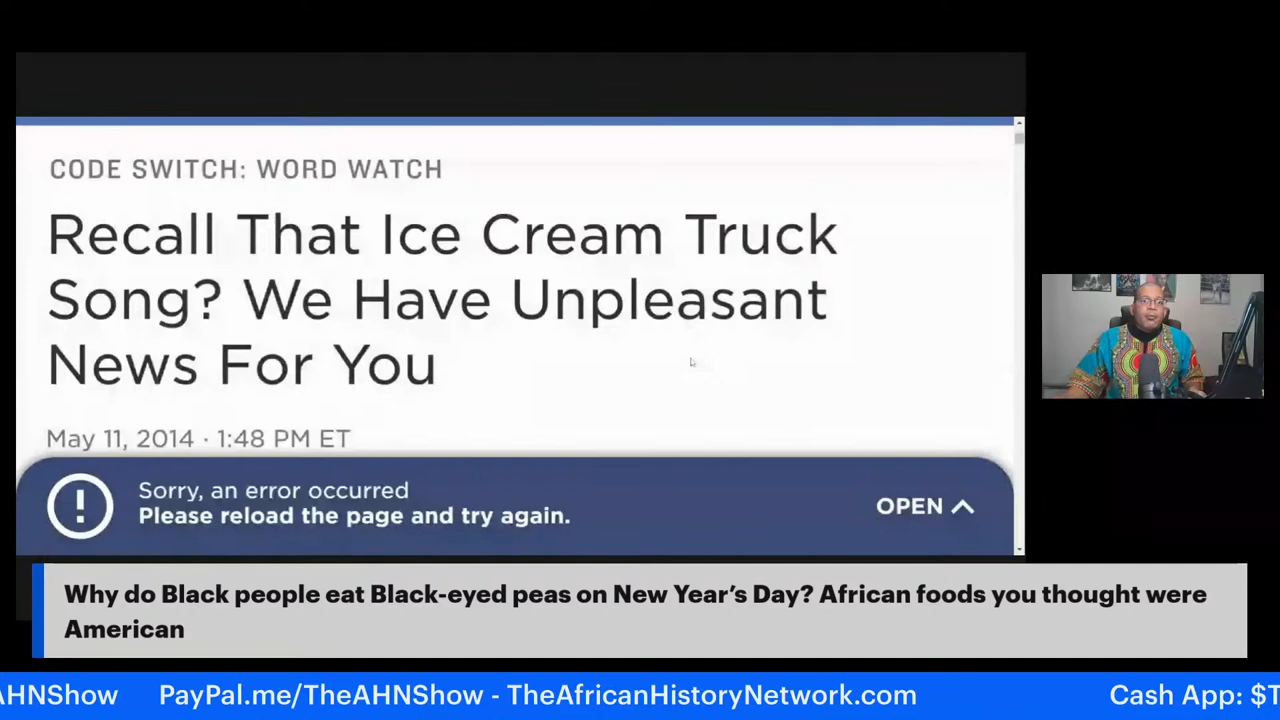 CODE SWITCH: WORD WATCH
Recall That Ice Cream Truck
Song? We Have Unpleasant
News For You
May 11, 2014 · 1:48 PM ET
Sorry, an error occurred
Please reload the page and try again.
OPEN
Why do Black people eat Black-eyed peas on New Year's Day? African foods you thought were
American
AHNShow PayPal.me/TheAHNShow - TheAfricanHistoryNetwork.com Cash App: $T